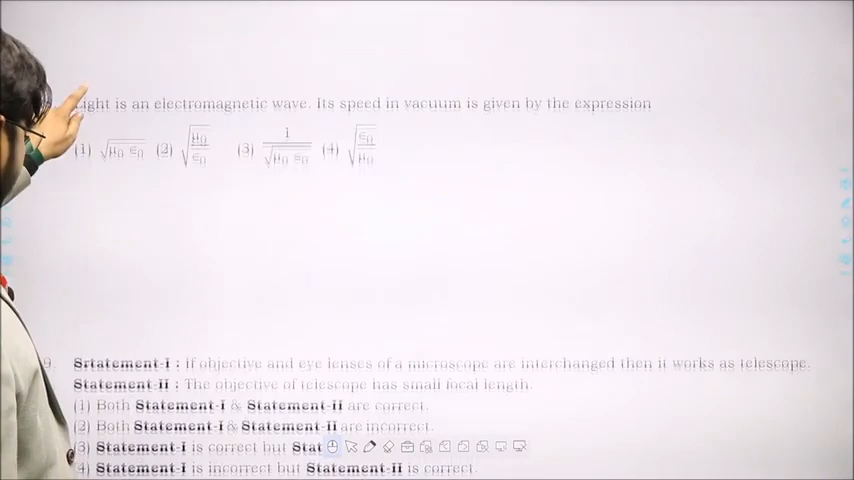 Light is an electromagnetic wave. Its speed in vacuum is given by the expression
(1) √μ₀ ε₀ (2) √(μ₀/ε₀) (3) 1/√μ₀ ε₀ (4) √(ε₀/μ₀)
9. Srtatement-I : If objective and eye lenses of a microscope are interchanged then it works as telescope.
Statement-II : The objective of telescope has small focal length.
(1) Both Statement-I & Statement-II are correct.
(2) Both Statement-I & Statement-II are incorrect.
(3) Statement-I is correct but Stat
(4) Statement-I is incorrect but Statement-II is correct.